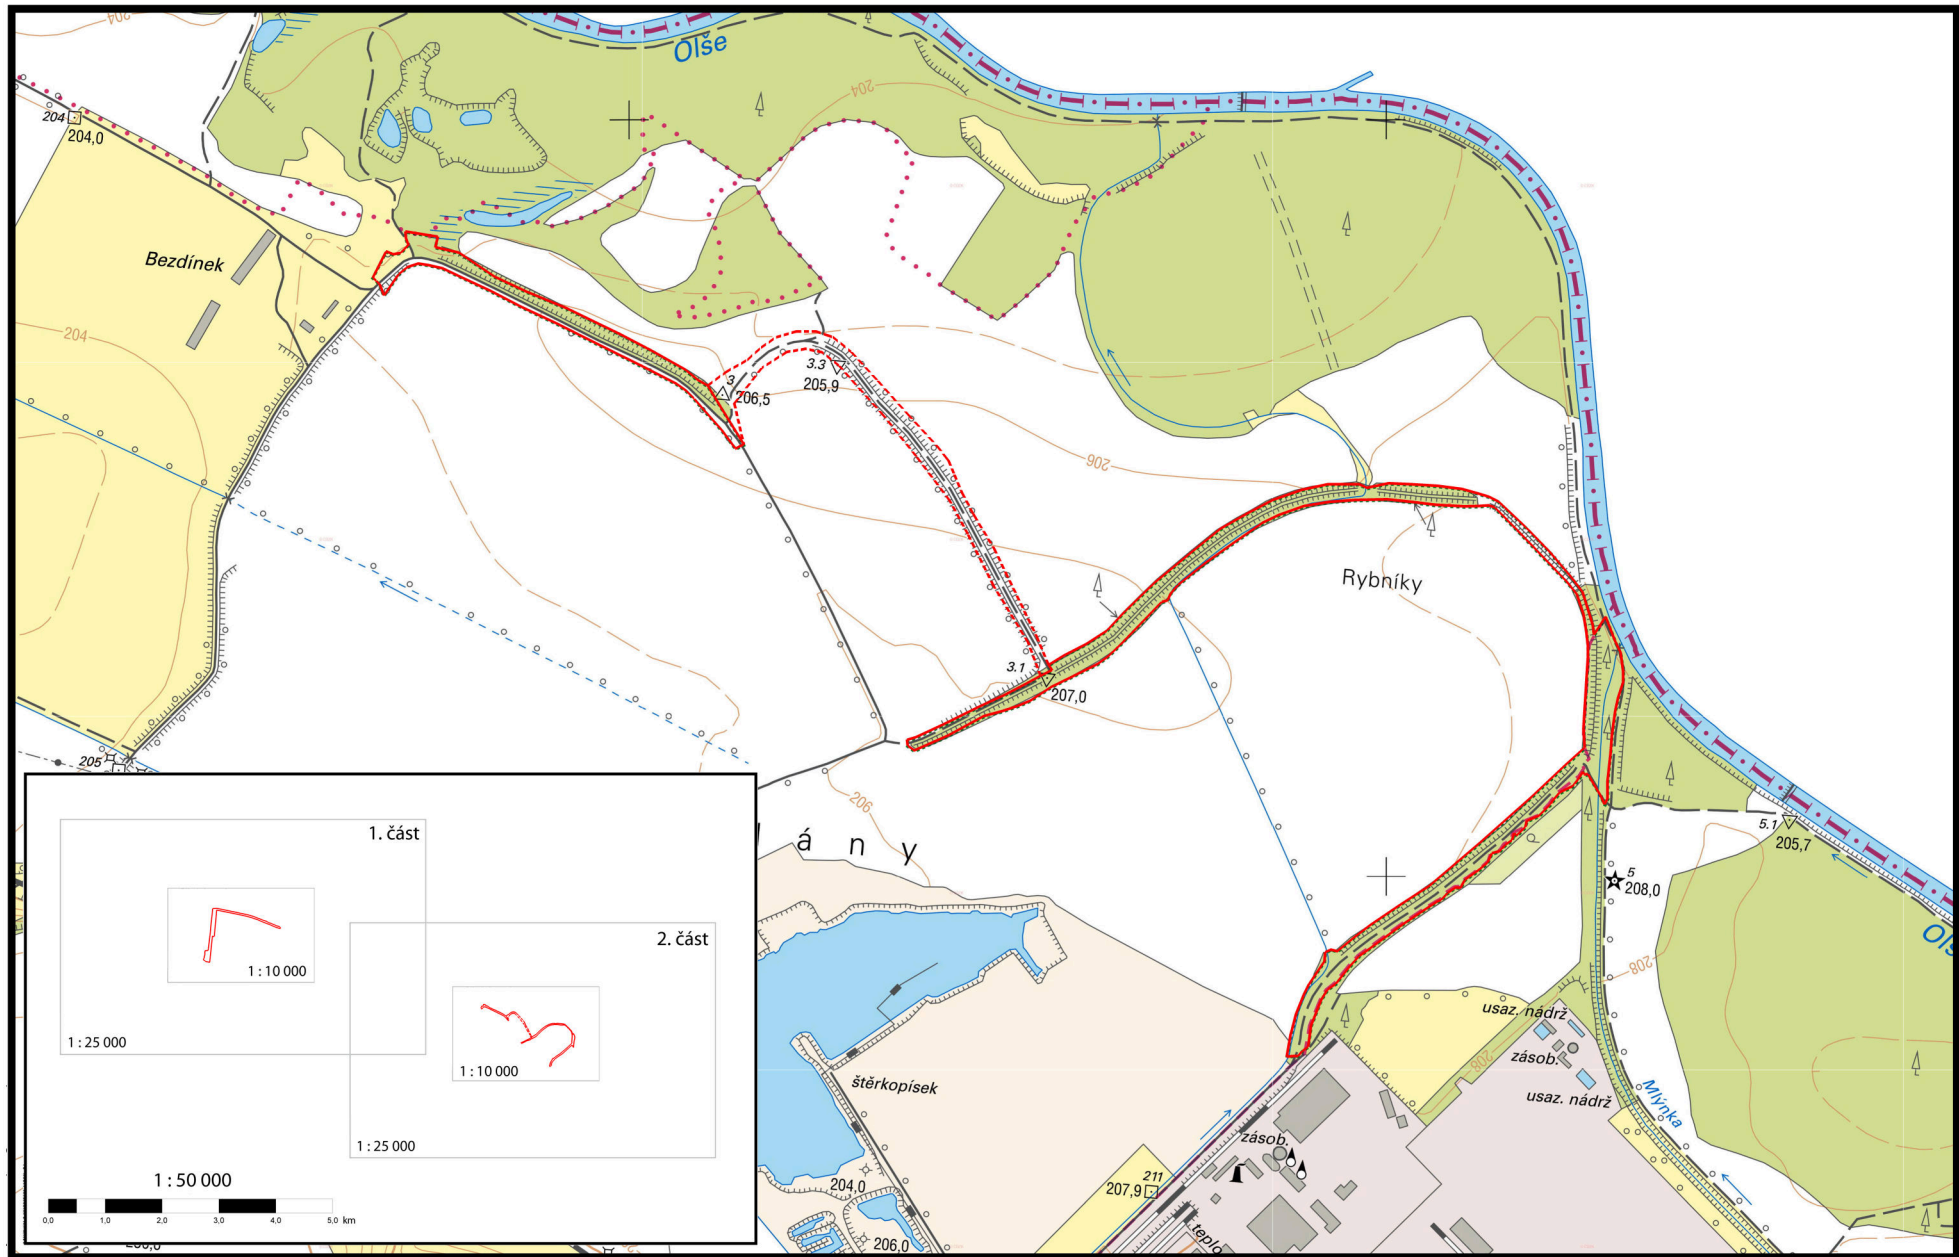 204
Olše
204
204
204,0
Bezdínek
204
3
206,5
3.3
205,9
206
Rybníky
3.1
207,0
205
206
á n y
5.1
205,7
5
208,0
208
usaz. nádrž
zásob.
usaz. nádrž
208
Mlýnka
štěrkopísek
zásob.
211
207,9
204,0
206,0
1. část
1 : 10 000
1 : 25 000
2. část
1 : 10 000
1 : 25 000
1 : 50 000
0,0 1,0 2,0 3,0 4,0 5,0 km